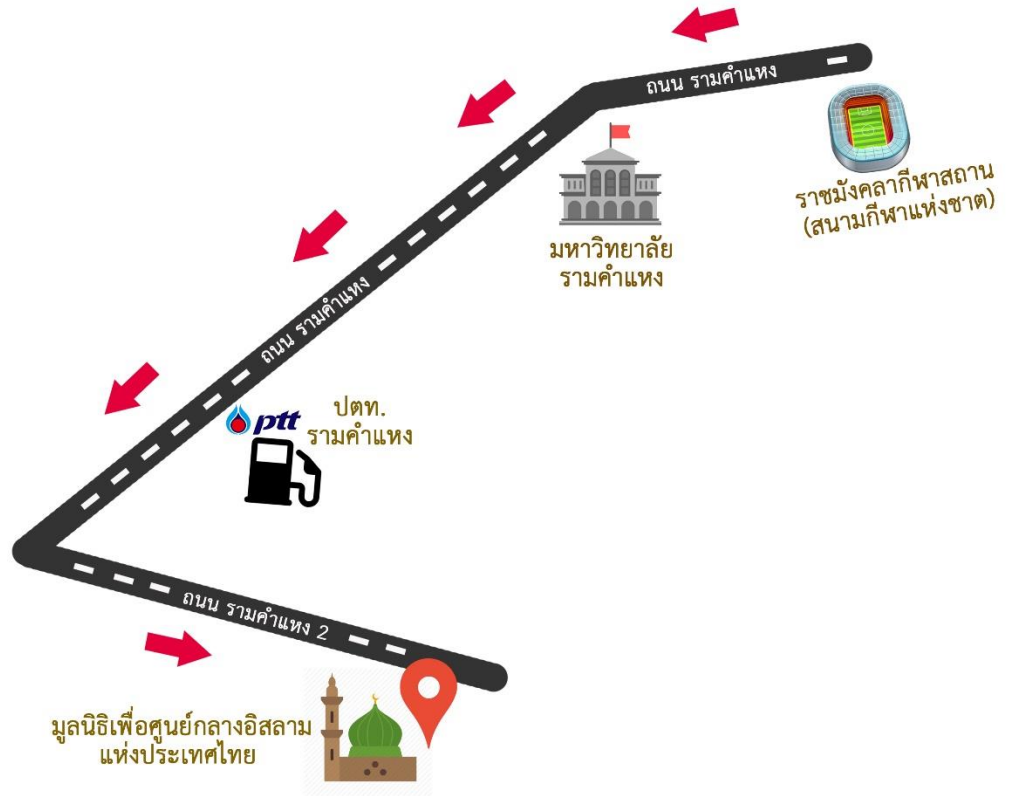 ถนน รามคำแหง
ราชมังคลากีฬาสถาน
(สนามกีฬาแห่งชาต)
มหาวิทยาลัย
รามคำแหง
ถนน รามคำแหง
ptt
ปตท.
รามคำแหง
ถนน รามคำแหง 2
มูลนิธิเพื่อศูนย์กลางอิสลาม
แห่งประเทศไทย